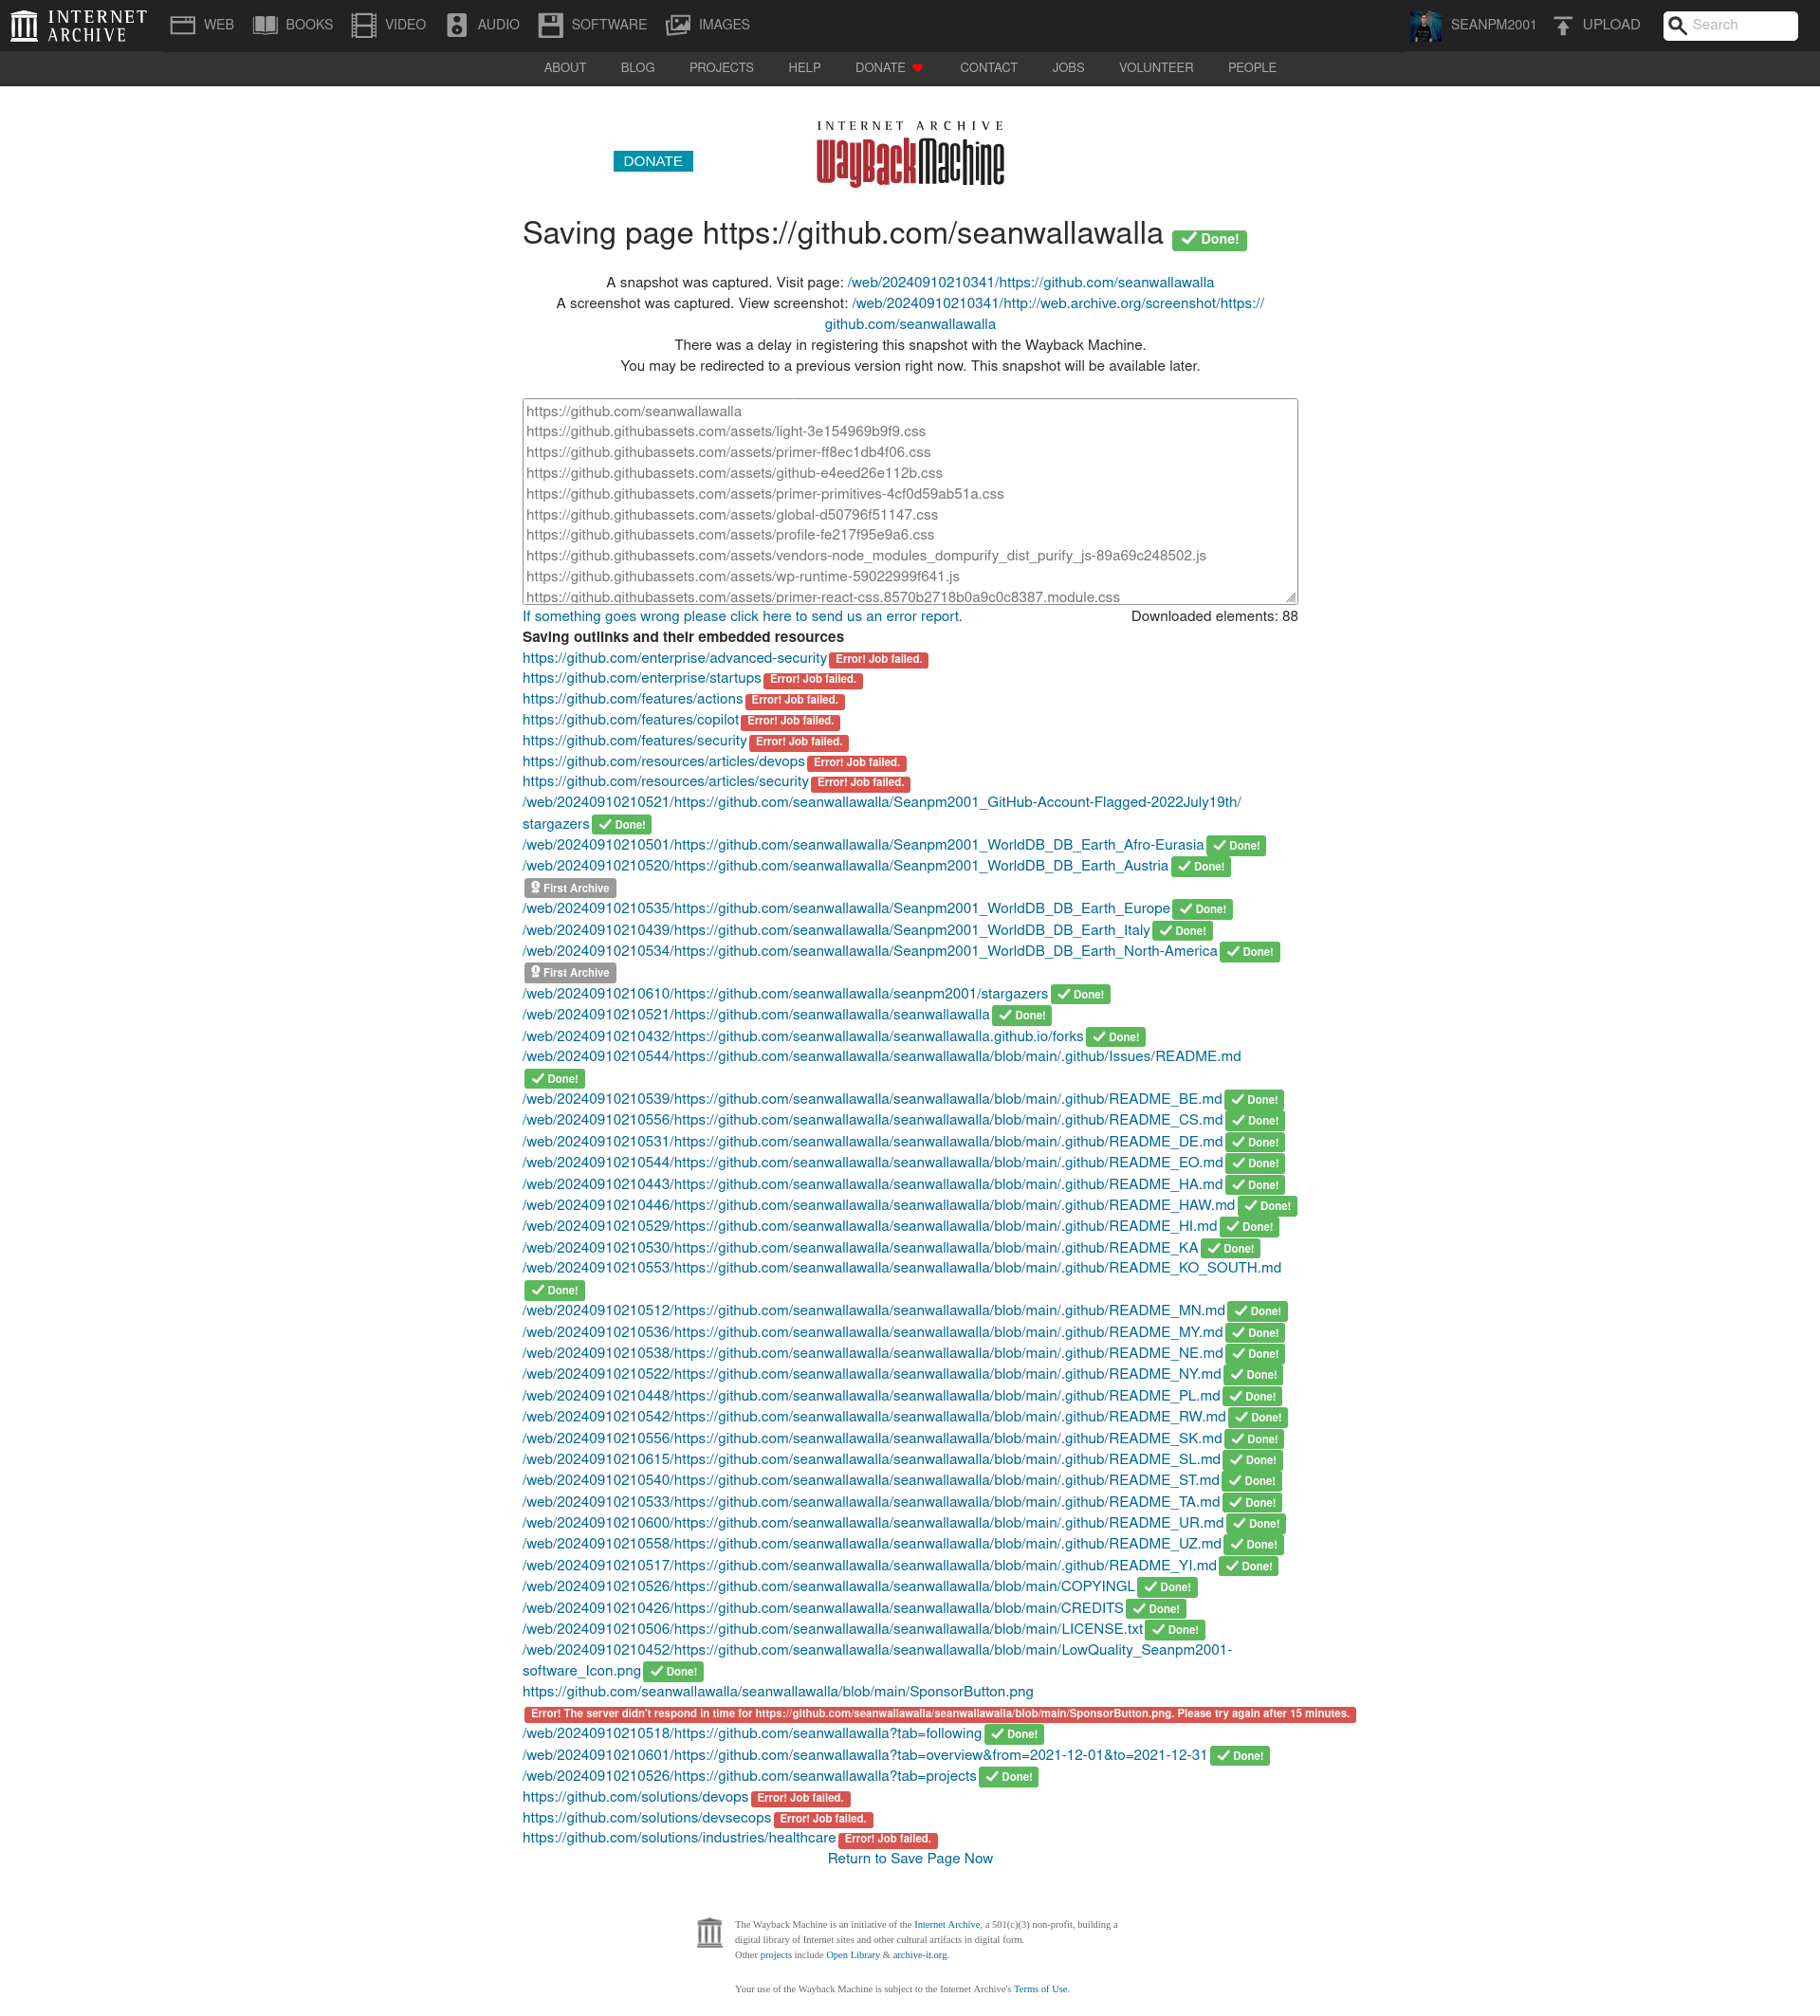 INTERNET ARCHIVE
WEB
BOOKS
VIDEO
AUDIO
SOFTWARE
IMAGES
SEANPM2001
UPLOAD
Search
ABOUT
BLOG
PROJECTS
HELP
DONATE
CONTACT
JOBS
VOLUNTEER
PEOPLE
DONATE
INTERNET ARCHIVE
WayBackMachine
Saving page https://github.com/seanwallawalla Done!
A snapshot was captured. Visit page: /web/20240910210341/https://github.com/seanwallawalla
A screenshot was captured. View screenshot: /web/20240910210341/http://web.archive.org/screenshot/https://
github.com/seanwallawalla
There was a delay in registering this snapshot with the Wayback Machine.
You may be redirected to a previous version right now. This snapshot will be available later.
https://github.com/seanwallawalla
https://github.githubassets.com/assets/light-3e154969b9f9.css
https://github.githubassets.com/assets/primer-ff8ec1db4f06.css
https://github.githubassets.com/assets/github-e4eed26e112b.css
https://github.githubassets.com/assets/primer-primitives-4cf0d59ab51a.css
https://github.githubassets.com/assets/global-d50796f51147.css
https://github.githubassets.com/assets/profile-fe217f95e9a6.css
https://github.githubassets.com/assets/vendors-node_modules_dompurify_dist_purify_js-89a69c248502.js
https://github.githubassets.com/assets/wp-runtime-59022999f641.js
https://github.githubassets.com/assets/primer-react-css.8570b2718b0a9c0c8387.module.css
If something goes wrong please click here to send us an error report. Downloaded elements: 88
Saving outlinks and their embedded resources
https://github.com/enterprise/advanced-security Error! Job failed.
https://github.com/enterprise/startups Error! Job failed.
https://github.com/features/actions Error! Job failed.
https://github.com/features/copilot Error! Job failed.
https://github.com/features/security Error! Job failed.
https://github.com/resources/articles/devops Error! Job failed.
https://github.com/resources/articles/security Error! Job failed.
/web/20240910210521/https://github.com/seanwallawalla/Seanpm2001_GitHub-Account-Flagged-2022July19th/
stargazers Done!
/web/20240910210501/https://github.com/seanwallawalla/Seanpm2001_WorldDB_DB_Earth_Afro-Eurasia Done!
/web/20240910210520/https://github.com/seanwallawalla/Seanpm2001_WorldDB_DB_Earth_Austria Done!
First Archive
/web/20240910210535/https://github.com/seanwallawalla/Seanpm2001_WorldDB_DB_Earth_Europe Done!
/web/20240910210439/https://github.com/seanwallawalla/Seanpm2001_WorldDB_DB_Earth_Italy Done!
/web/20240910210534/https://github.com/seanwallawalla/Seanpm2001_WorldDB_DB_Earth_North-America Done!
First Archive
/web/20240910210610/https://github.com/seanwallawalla/seanpm2001/stargazers Done!
/web/20240910210521/https://github.com/seanwallawalla/seanwallawalla Done!
/web/20240910210432/https://github.com/seanwallawalla/seanwallawalla.github.io/forks Done!
/web/20240910210544/https://github.com/seanwallawalla/seanwallawalla/blob/main/.github/Issues/README.md
Done!
/web/20240910210539/https://github.com/seanwallawalla/seanwallawalla/blob/main/.github/README_BE.md Done!
/web/20240910210556/https://github.com/seanwallawalla/seanwallawalla/blob/main/.github/README_CS.md Done!
/web/20240910210531/https://github.com/seanwallawalla/seanwallawalla/blob/main/.github/README_DE.md Done!
/web/20240910210544/https://github.com/seanwallawalla/seanwallawalla/blob/main/.github/README_EO.md Done!
/web/20240910210443/https://github.com/seanwallawalla/seanwallawalla/blob/main/.github/README_HA.md Done!
/web/20240910210446/https://github.com/seanwallawalla/seanwallawalla/blob/main/.github/README_HAW.md Done!
/web/20240910210529/https://github.com/seanwallawalla/seanwallawalla/blob/main/.github/README_HI.md Done!
/web/20240910210530/https://github.com/seanwallawalla/seanwallawalla/blob/main/.github/README_KA Done!
/web/20240910210553/https://github.com/seanwallawalla/seanwallawalla/blob/main/.github/README_KO_SOUTH.md
Done!
/web/20240910210512/https://github.com/seanwallawalla/seanwallawalla/blob/main/.github/README_MN.md Done!
/web/20240910210536/https://github.com/seanwallawalla/seanwallawalla/blob/main/.github/README_MY.md Done!
/web/20240910210538/https://github.com/seanwallawalla/seanwallawalla/blob/main/.github/README_NE.md Done!
/web/20240910210522/https://github.com/seanwallawalla/seanwallawalla/blob/main/.github/README_NY.md Done!
/web/20240910210448/https://github.com/seanwallawalla/seanwallawalla/blob/main/.github/README_PL.md Done!
/web/20240910210542/https://github.com/seanwallawalla/seanwallawalla/blob/main/.github/README_RW.md Done!
/web/20240910210556/https://github.com/seanwallawalla/seanwallawalla/blob/main/.github/README_SK.md Done!
/web/20240910210615/https://github.com/seanwallawalla/seanwallawalla/blob/main/.github/README_SL.md Done!
/web/20240910210540/https://github.com/seanwallawalla/seanwallawalla/blob/main/.github/README_ST.md Done!
/web/20240910210533/https://github.com/seanwallawalla/seanwallawalla/blob/main/.github/README_TA.md Done!
/web/20240910210600/https://github.com/seanwallawalla/seanwallawalla/blob/main/.github/README_UR.md Done!
/web/20240910210558/https://github.com/seanwallawalla/seanwallawalla/blob/main/.github/README_UZ.md Done!
/web/20240910210517/https://github.com/seanwallawalla/seanwallawalla/blob/main/.github/README_YI.md Done!
/web/20240910210526/https://github.com/seanwallawalla/seanwallawalla/blob/main/COPYINGL Done!
/web/20240910210426/https://github.com/seanwallawalla/seanwallawalla/blob/main/CREDITS Done!
/web/20240910210506/https://github.com/seanwallawalla/seanwallawalla/blob/main/LICENSE.txt Done!
/web/20240910210452/https://github.com/seanwallawalla/seanwallawalla/blob/main/LowQuality_Seanpm2001-
software_Icon.png Done!
https://github.com/seanwallawalla/seanwallawalla/blob/main/SponsorButton.png
Error! The server didn't respond in time for https://github.com/seanwallawalla/seanwallawalla/blob/main/SponsorButton.png. Please try again after 15 minutes.
/web/20240910210518/https://github.com/seanwallawalla?tab=following Done!
/web/20240910210601/https://github.com/seanwallawalla?tab=overview&from=2021-12-01&to=2021-12-31 Done!
/web/20240910210526/https://github.com/seanwallawalla?tab=projects Done!
https://github.com/solutions/devops Error! Job failed.
https://github.com/solutions/devsecops Error! Job failed.
https://github.com/solutions/industries/healthcare Error! Job failed.
Return to Save Page Now
The Wayback Machine is an initiative of the Internet Archive, a 501(c)(3) non-profit, building a
digital library of Internet sites and other cultural artifacts in digital form.
Other projects include Open Library & archive-it.org.
Your use of the Wayback Machine is subject to the Internet Archive's Terms of Use.